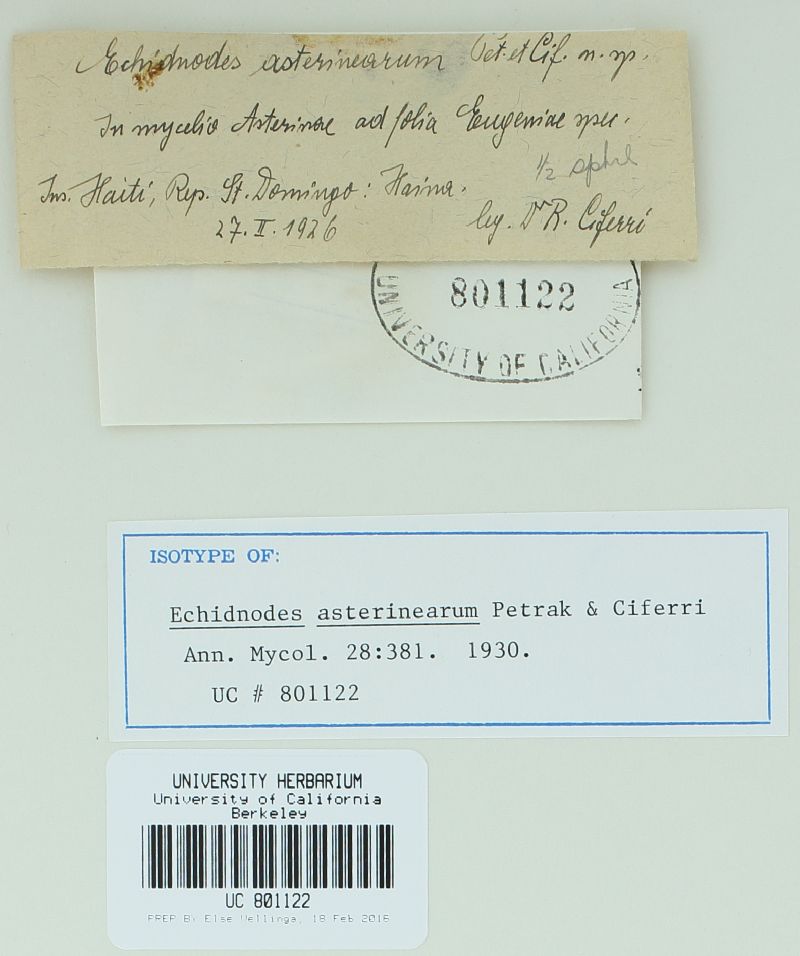 Echidnodes asterinearum Pet. et Cif. n. sp.
In mycelio Asterinae ad folia Eugeniae spec.
½
Ins. Haiti, Rep. St. Domingo: Haina.
27. II. 1926 leg. Dr R. Ciferri
801122
UNIVERSITY OF CALIFORNIA
ISOTYPE OF:
Echidnodes asterinearum Petrak & Ciferri
Ann. Mycol. 28:381. 1930.
UC # 801122
UNIVERSITY HERBARIUM
University of California
Berkeley
UC 801122
PREP By Else Vellinga, 18 Feb 2016